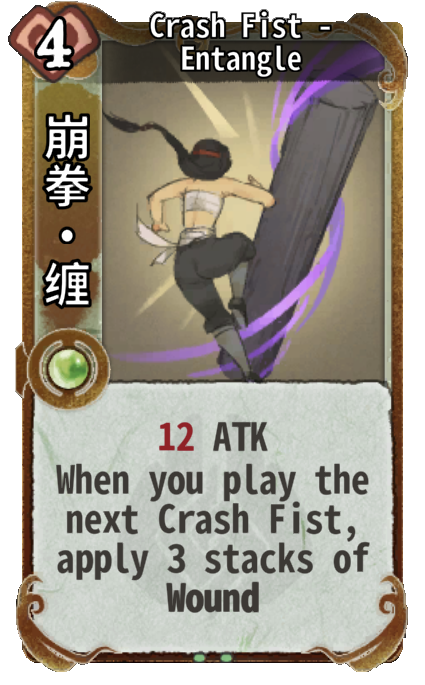 4
Crash Fist -
Entangle
崩拳·缠
12 ATK
When you play the
next Crash Fist,
apply 3 stacks of
Wound